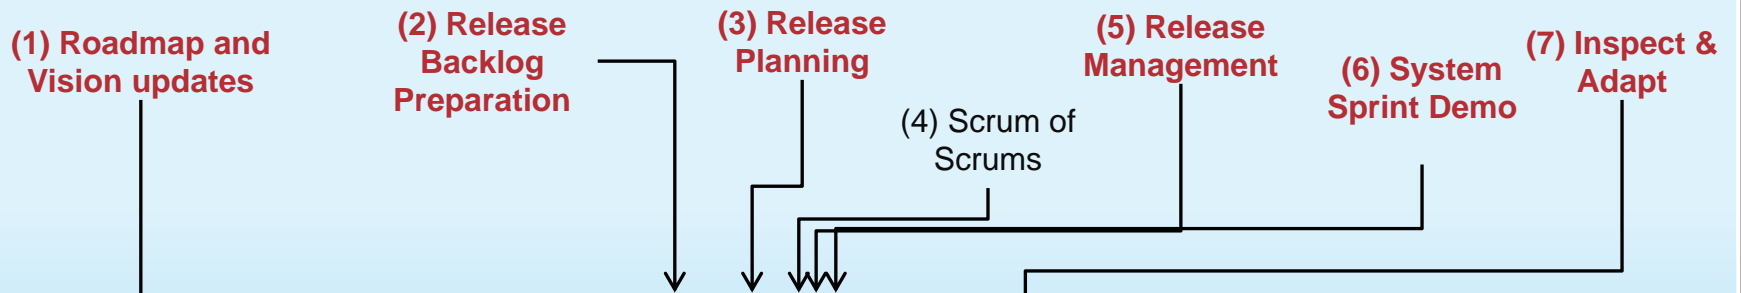 (1) Roadmap and
Vision updates
(2) Release
Backlog
Preparation
(3) Release
Planning
(4) Scrum of
Scrums
(5) Release
Management
(6) System
Sprint Demo
(7) Inspect &
Adapt